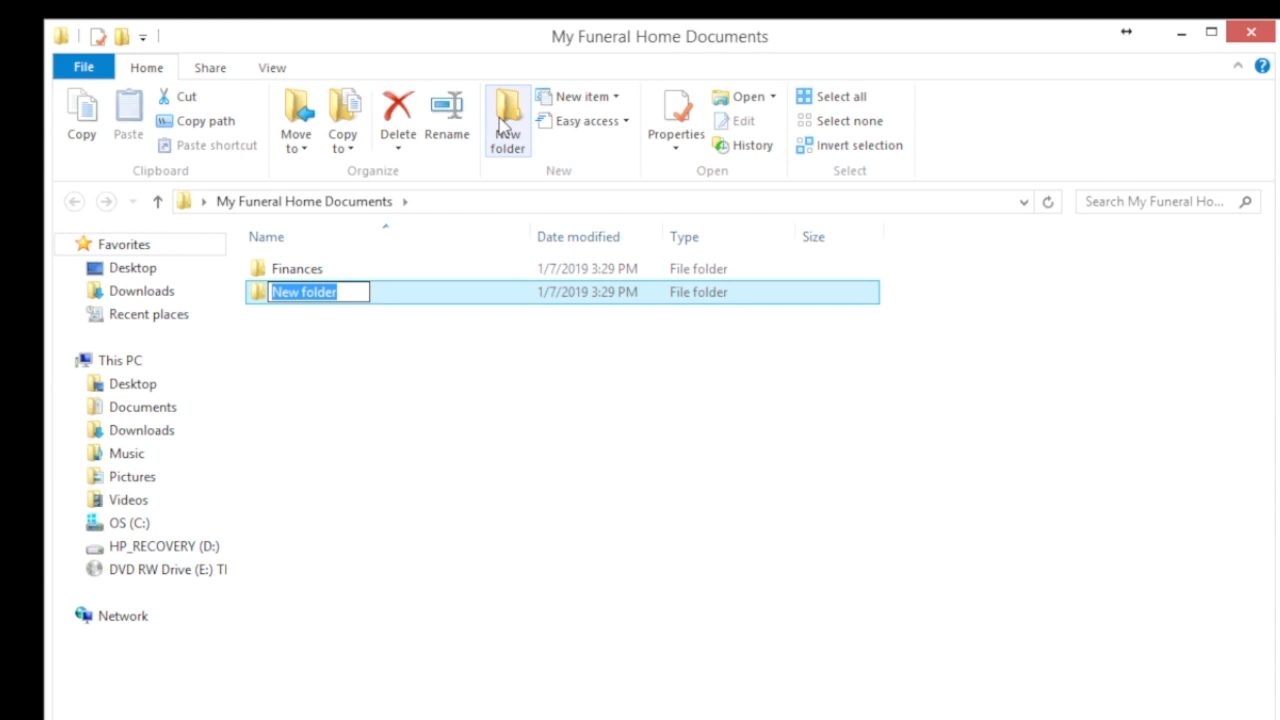 My Funeral Home Documents
File Home Share View
Copy
Paste
Cut
Copy path
Paste shortcut
Clipboard
Move to
Copy to
Delete
Rename
Organize
New folder
New item
Easy access
New
Properties
Open
Edit
History
Open
Select all
Select none
Invert selection
Select
My Funeral Home Documents
Search My Funeral Ho...
Favorites
Desktop
Downloads
Recent places
This PC
Desktop
Documents
Downloads
Music
Pictures
Videos
OS (C:)
HP_RECOVERY (D:)
DVD RW Drive (E:) TI
Network
Name Date modified Type Size
Finances 1/7/2019 3:29 PM File folder
New folder 1/7/2019 3:29 PM File folder